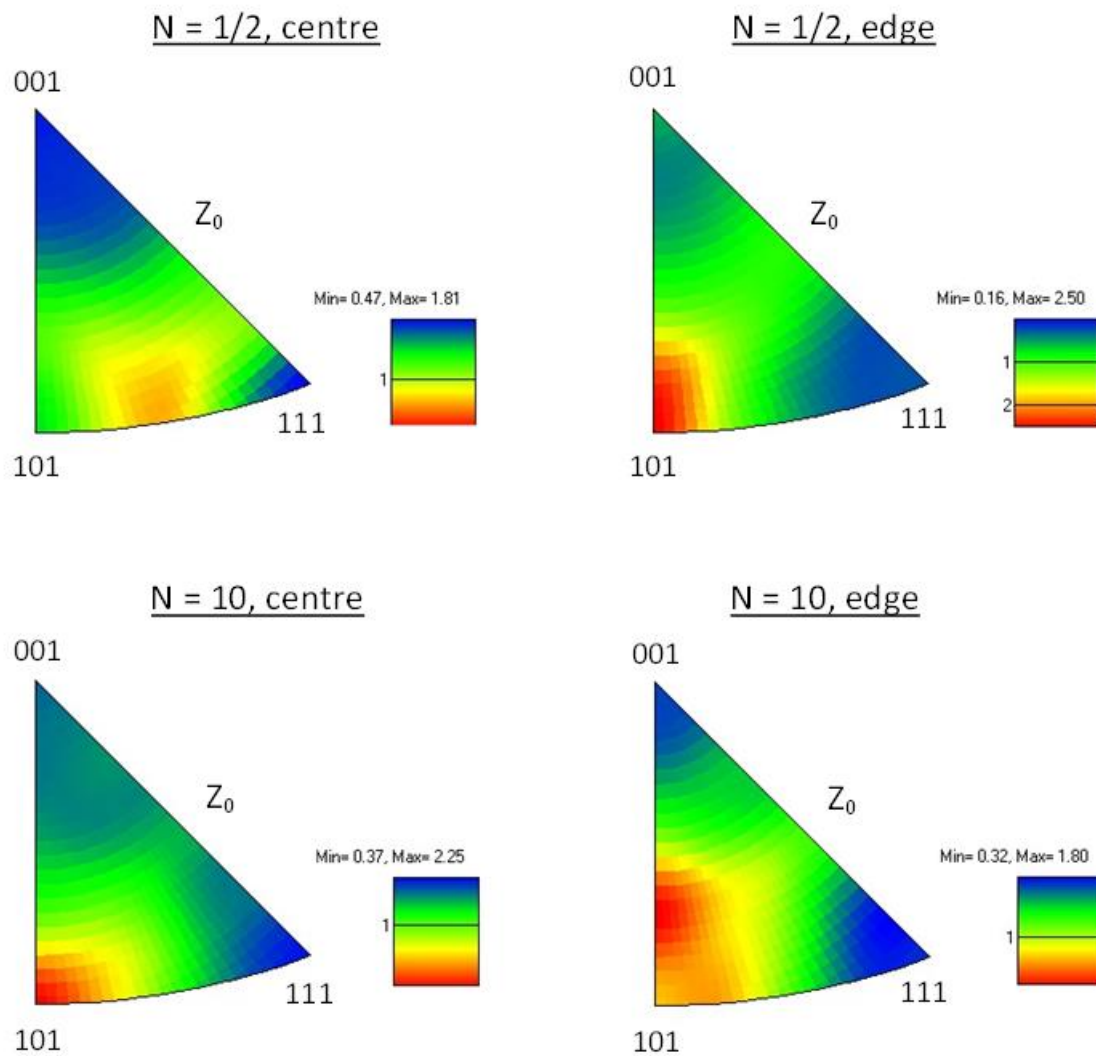 N = 1/2, centre
001
Z0
Min= 0.47, Max= 1.81
1
111
101
N = 1/2, edge
001
Z0
Min= 0.16, Max= 2.50
1
2
111
101
N = 10, centre
001
Z0
Min= 0.37, Max= 2.25
1
111
101
N = 10, edge
001
Z0
Min= 0.32, Max= 1.80
1
111
101